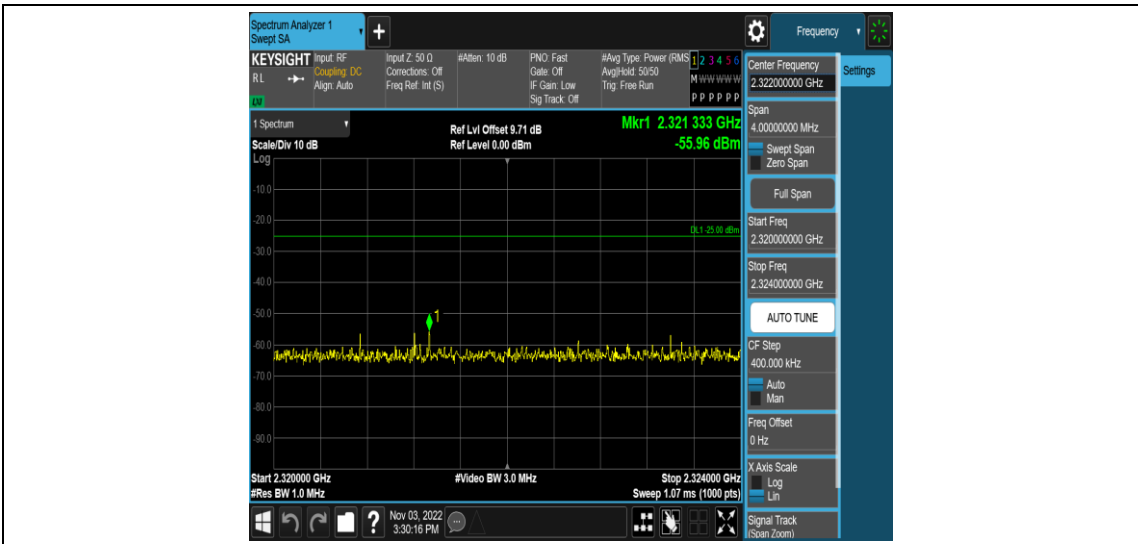 Spectrum Analyzer 1
Swept SA
+
Frequency
KEYSIGHT
RL
LXI
Input: RF
Coupling: DC
Align: Auto
Input Z: 50 Ω
Corrections: Off
Freq Ref: Int (S)
#Atten: 10 dB
PNO: Fast
Gate: Off
IF Gain: Low
Sig Track: Off
#Avg Type: Power (RMS
Avg|Hold: 50/50
Trig: Free Run
1 2 3 4 5 6
M W W W W W
P P P P P P
1 Spectrum
Scale/Div 10 dB
Log
Ref Lvl Offset 9.71 dB
Ref Level 0.00 dBm
Mkr1 2.321 333 GHz
-55.96 dBm
-10.0
-20.0
DL1 -25.00 dBm
-30.0
-40.0
-50.0
1
-60.0
-70.0
-80.0
-90.0
Start 2.320000 GHz
#Res BW 1.0 MHz
#Video BW 3.0 MHz
Stop 2.324000 GHz
Sweep 1.07 ms (1000 pts)
?
Nov 03, 2022
3:30:16 PM
Center Frequency
2.322000000 GHz
Settings
Span
4.00000000 MHz
Swept Span
Zero Span
Full Span
Start Freq
2.320000000 GHz
Stop Freq
2.324000000 GHz
AUTO TUNE
CF Step
400.000 kHz
Auto
Man
Freq Offset
0 Hz
X Axis Scale
Log
Lin
Signal Track
(Span Zoom)